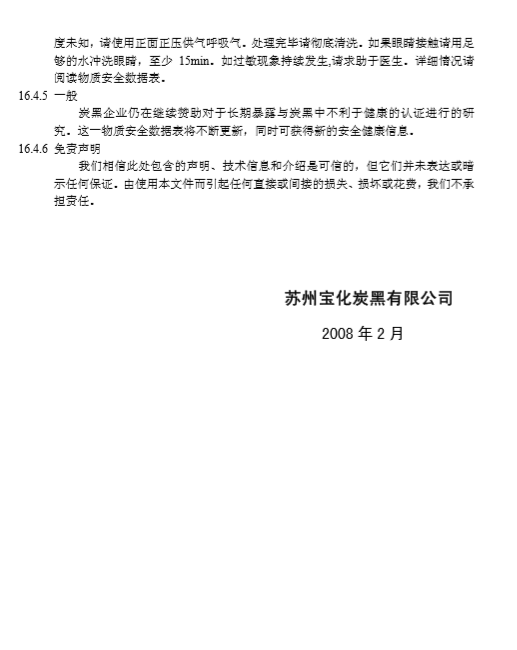 度未知，请使用正面正压供气呼吸气。处理完毕请彻底清洗。如果眼睛接触请用足
够的水冲洗眼睛，至少 15min。如过敏现象持续发生,请求助于医生。详细情况请
阅读物质安全数据表。
16.4.5 一般
炭黑企业仍在继续赞助对于长期暴露与炭黑中不利于健康的认证进行的研
究。这一物质安全数据表将不断更新，同时可获得新的安全健康信息。
16.4.6 免责声明
我们相信此处包含的声明、技术信息和介绍是可信的，但它们并未表达或暗
示任何保证。由使用本文件而引起任何直接或间接的损失、损坏或花费，我们不承
担责任。
苏州宝化炭黑有限公司
2008 年 2 月